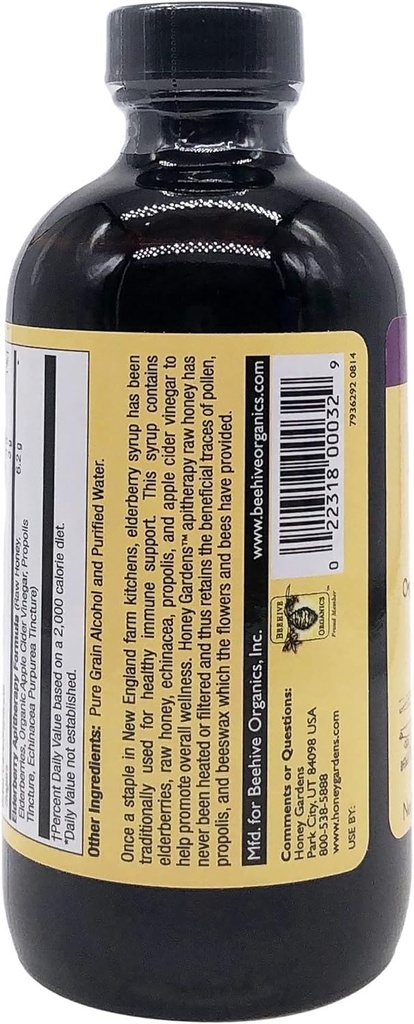 6.2 g
*
Elderberry Apitherapy Formula (Raw Honey,
Elderberries, Organic Apple Cider Vinegar, Propolis
Tincture, Echinacea Purpurea Tincture)
†Percent Daily Value based on a 2,000 calorie diet.
*Daily Value not established.
Other Ingredients: Pure Grain Alcohol and Purified Water.
Once a staple in New England farm kitchens, elderberry syrup has been
traditionally used for healthy immune support. This syrup contains
elderberries, raw honey, echinacea, propolis, and apple cider vinegar to
help promote overall wellness. Honey Gardens™ apitherapy raw honey has
never been heated or filtered and thus retains the beneficial traces of pollen,
propolis, and beeswax which the flowers and bees have provided.
Mfd. for Beehive Organics, Inc. www.beehiveorganics.com
Comments or Questions:
Honey Gardens
Park City, UT 84098 USA
800-538-5888
www.honeygardens.com
USE BY:
BEEHIVE
ORGANICS™
Proud Member
0 22318 00032 9
7936292 0814